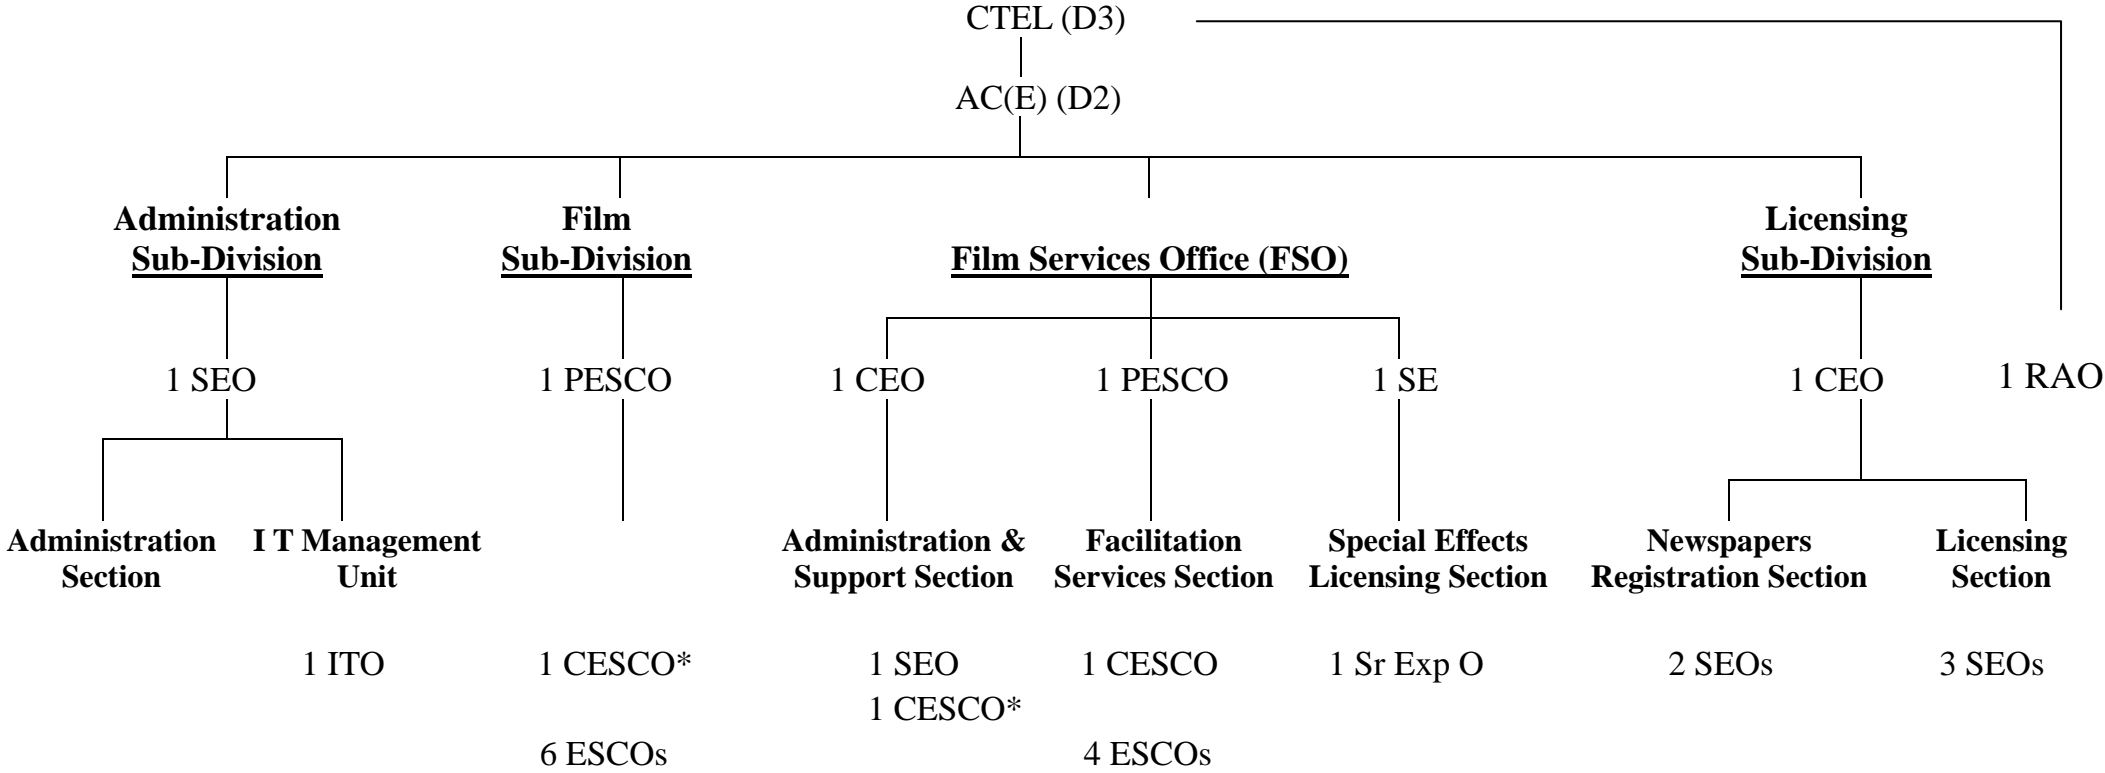 CTEL (D3)
AC(E) (D2)
Administration
Sub-Division
Film
Sub-Division
Film Services Office (FSO)
Licensing
Sub-Division
1 SEO
1 PESCO
1 CEO
1 PESCO
1 SE
1 CEO
1 RAO
Administration
Section
I T Management
Unit
Administration &
Support Section
Facilitation
Services Section
Special Effects
Licensing Section
Newspapers
Registration Section
Licensing
Section
1 ITO
1 CESCO*
6 ESCOs
1 SEO
1 CESCO*
1 CESCO
4 ESCOs
1 Sr Exp O
2 SEOs
3 SEOs